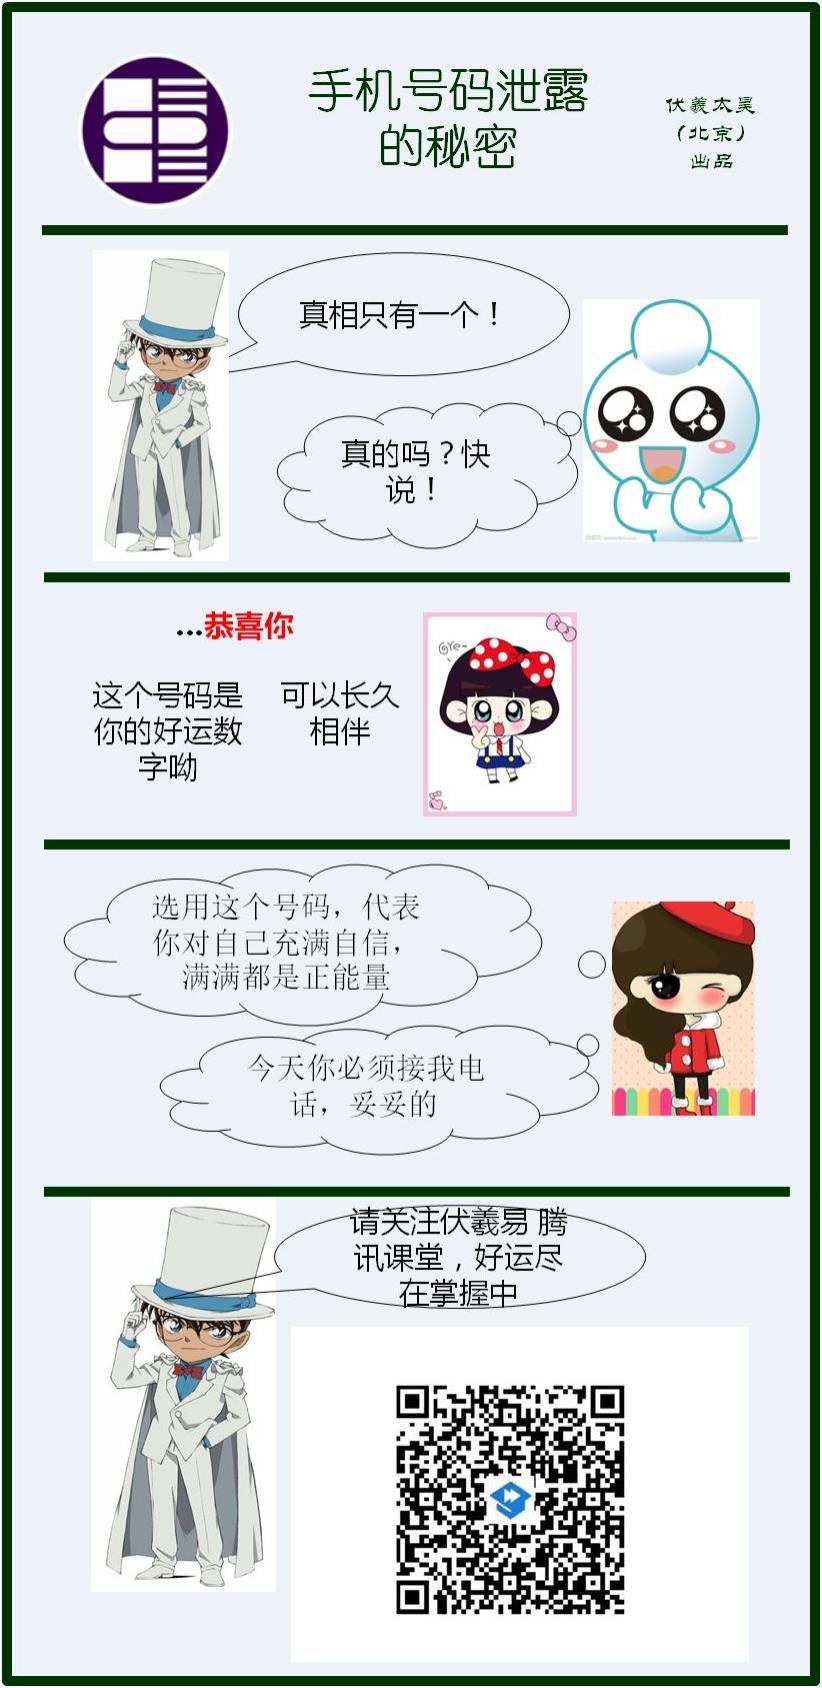 手机号码泄露
的秘密
伏羲太昊
（北京）
出品
真相只有一个！
真的吗？快
说！
...恭喜你
这个号码是
你的好运数
字呦
可以长久
相伴
选用这个号码，代表
你对自己充满自信，
满满都是正能量
今天你必须接我电
话，妥妥的
请关注伏羲易 腾
讯课堂，好运尽
在掌握中